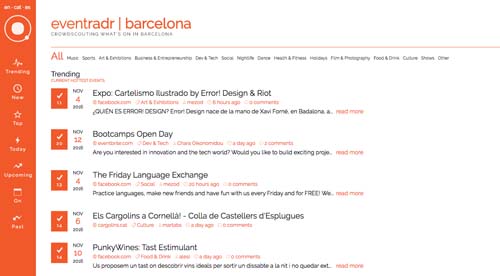 en · cat · es
eventradr | barcelona
CROWDSCOUTING WHAT'S ON IN BARCELONA
All Music Sports Art & Exhibitions Business & Entrepreneurship Dev & Tech Social Nightlife Dance Health & Fitness Holidays Film & Photography Food & Drink Culture Shows Other
Trending
CURRENT HOTTEST EVENTS
Trending
New
Top
Today
Upcoming
On
Past
13
NOV
4
2016
Expo: Cartelismo Ilustrado by Error! Design & Riot
facebook.com Art & Exhibitions mezod 6 hours ago 0 comments
¿QUIÉN ES ERROR! DESIGN? Error! Design nace de la mano de Xavi Forné, en Badalona, a... read more
20
NOV
12
2016
Bootcamps Open Day
eventbrite.com Dev & Tech Chara Oikonomidou a day ago 2 comments
Are you interested in innovation and the tech world? Would you like to build exciting proje... read more
13
NOV
4
2016
The Friday Language Exchange
facebook.com Social mezod 20 hours ago 0 comments
Practice languages, make new friends and have fun with us every Friday and for FREE! We... read more
14
NOV
6
2016
Els Cargolins a Cornellà! - Colla de Castellers d'Esplugues
cargolins.cat Culture martaba a day ago 0 comments
14
NOV
10
2016
PunkyWines: Tast Estimulant
facebook.com Food & Drink a day ago 0 comments
Us proposem un tast on descobrir vins ideals per sortir un dissabte a la nit i no quedar ext... read more